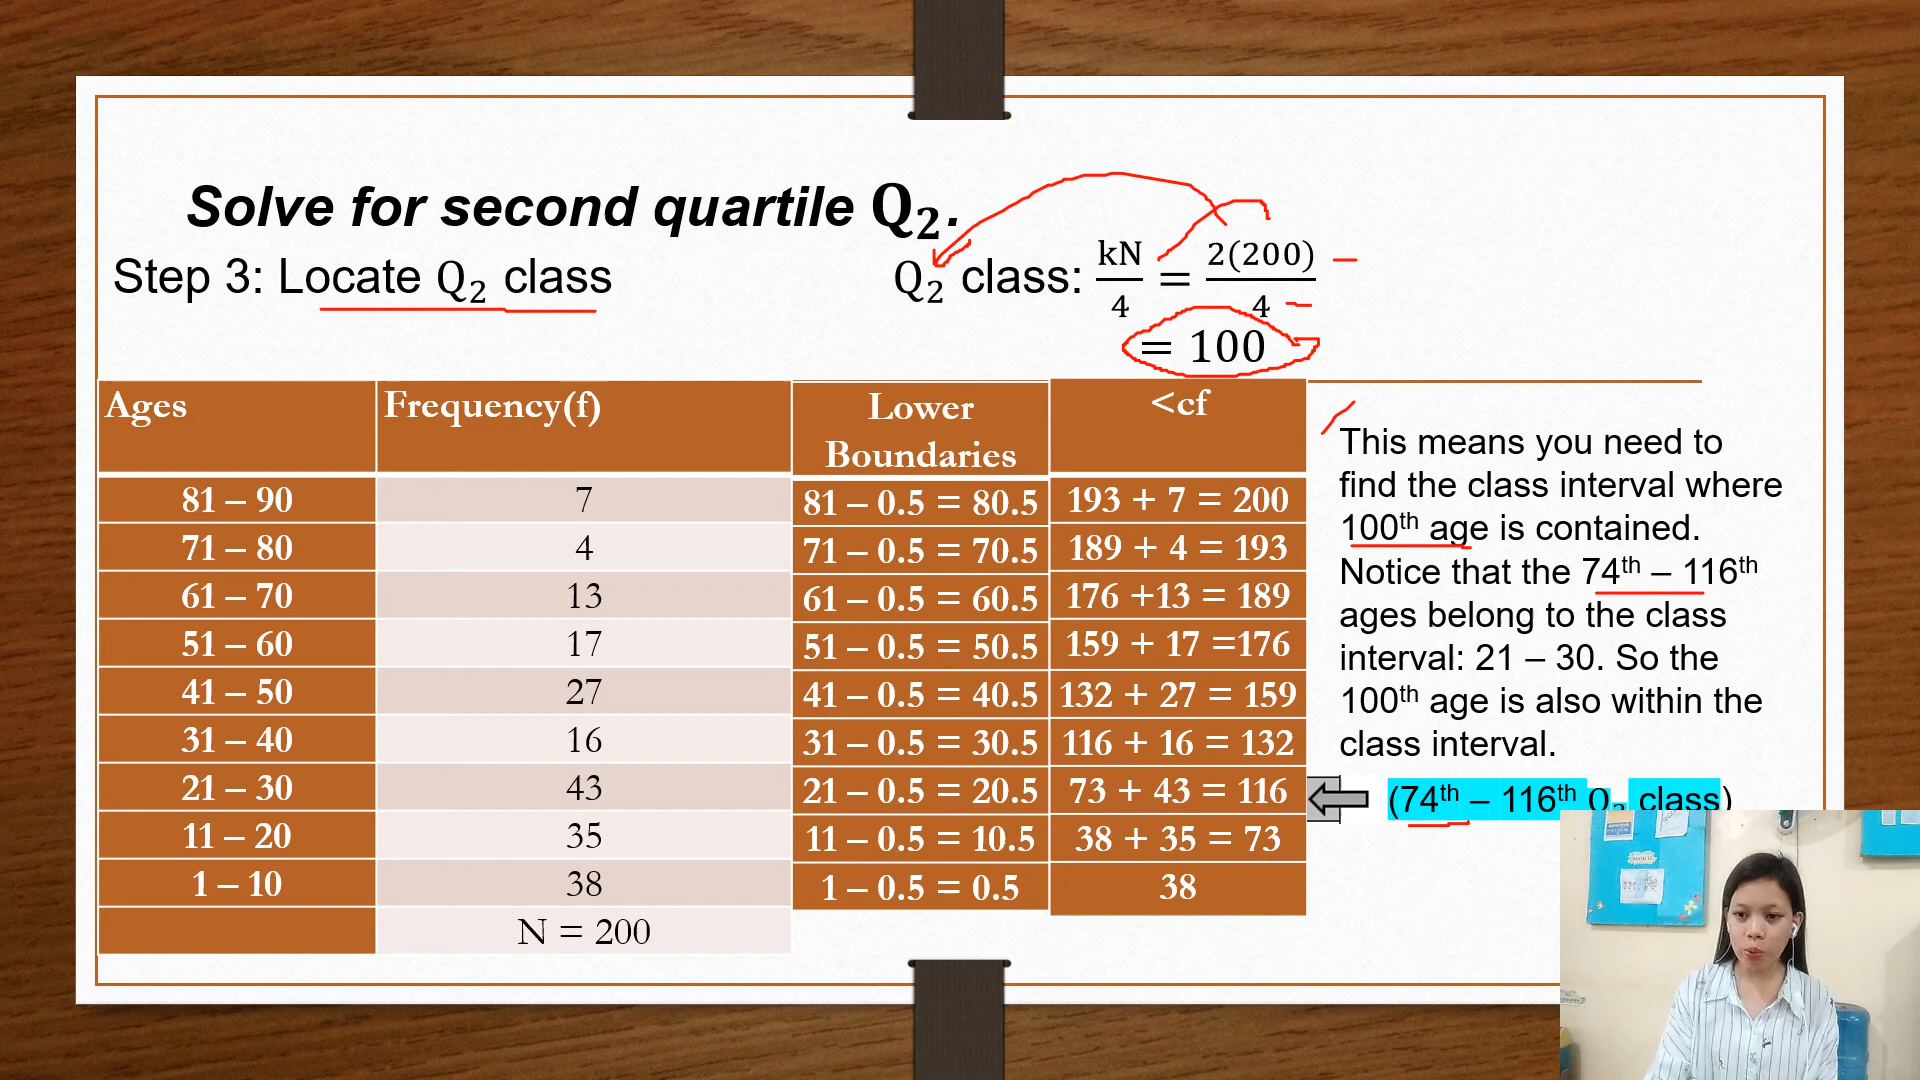 Solve for second quartile Q₂.
Step 3: Locate Q₂ class
Q₂ class: kN/4 = 2(200)/4
= 100
Ages Frequency(f) Lower Boundaries <cf
81 – 90 7 81 – 0.5 = 80.5 193 + 7 = 200
71 – 80 4 71 – 0.5 = 70.5 189 + 4 = 193
61 – 70 13 61 – 0.5 = 60.5 176 +13 = 189
51 – 60 17 51 – 0.5 = 50.5 159 + 17 =176
41 – 50 27 41 – 0.5 = 40.5 132 + 27 = 159
31 – 40 16 31 – 0.5 = 30.5 116 + 16 = 132
21 – 30 43 21 – 0.5 = 20.5 73 + 43 = 116
11 – 20 35 11 – 0.5 = 10.5 38 + 35 = 73
1 – 10 38 1 – 0.5 = 0.5 38
N = 200
This means you need to
find the class interval where
100th age is contained.
Notice that the 74th – 116th
ages belong to the class
interval: 21 – 30. So the
100th age is also within the
class interval.
(74th – 116th Q₂ class)